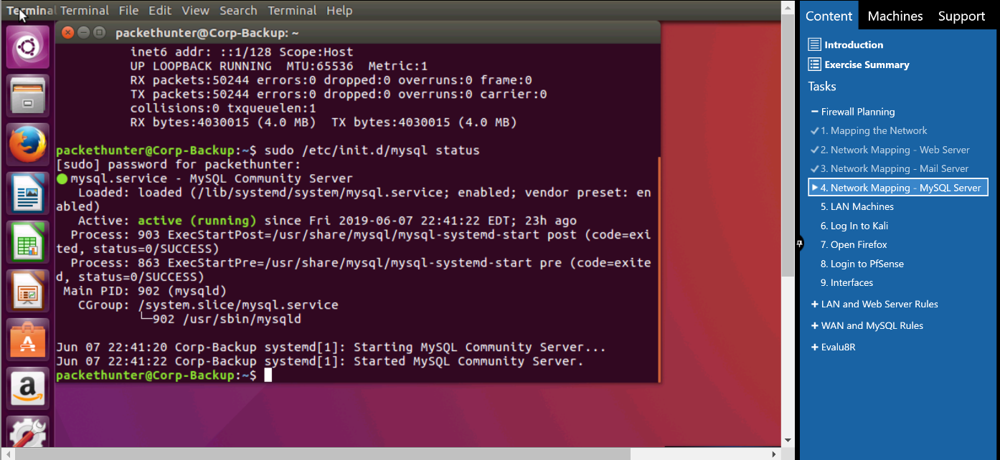 Terminal Terminal File Edit View Search Terminal Help
packethunter@Corp-Backup: ~
inet6 addr: ::1/128 Scope:Host
UP LOOPBACK RUNNING  MTU:65536  Metric:1
RX packets:50244 errors:0 dropped:0 overruns:0 frame:0
TX packets:50244 errors:0 dropped:0 overruns:0 carrier:0
collisions:0 txqueuelen:1
RX bytes:4030015 (4.0 MB)  TX bytes:4030015 (4.0 MB)
packethunter@Corp-Backup:~$ sudo /etc/init.d/mysql status
[sudo] password for packethunter:
● mysql.service - MySQL Community Server
Loaded: loaded (/lib/systemd/system/mysql.service; enabled; vendor preset: en
abled)
Active: active (running) since Fri 2019-06-07 22:41:22 EDT; 23h ago
Process: 903 ExecStartPost=/usr/share/mysql/mysql-systemd-start post (code=exi
ted, status=0/SUCCESS)
Process: 863 ExecStartPre=/usr/share/mysql/mysql-systemd-start pre (code=exite
d, status=0/SUCCESS)
Main PID: 902 (mysqld)
CGroup: /system.slice/mysql.service
└─902 /usr/sbin/mysqld
Jun 07 22:41:20 Corp-Backup systemd[1]: Starting MySQL Community Server...
Jun 07 22:41:22 Corp-Backup systemd[1]: Started MySQL Community Server.
packethunter@Corp-Backup:~$
Content Machines Support
Introduction
Exercise Summary
Tasks
− Firewall Planning
✓ 1. Mapping the Network
✓ 2. Network Mapping - Web Server
✓ 3. Network Mapping - Mail Server
4. Network Mapping - MySQL Server
5. LAN Machines
6. Log In to Kali
7. Open Firefox
8. Login to PfSense
9. Interfaces
+ LAN and Web Server Rules
+ WAN and MySQL Rules
+ Evalu8R